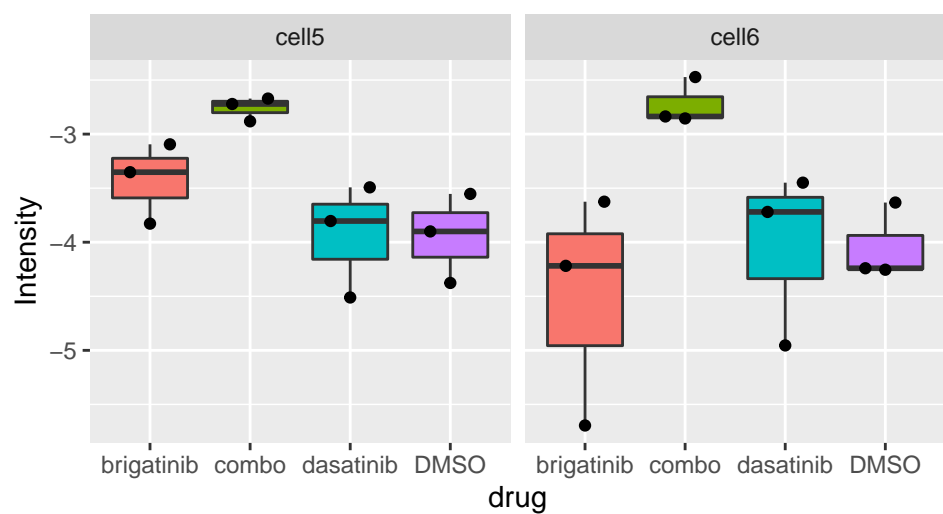 cell5 cell6
Intensity
−3
−4
−5
brigatinib combo dasatinib DMSO brigatinib combo dasatinib DMSO
drug